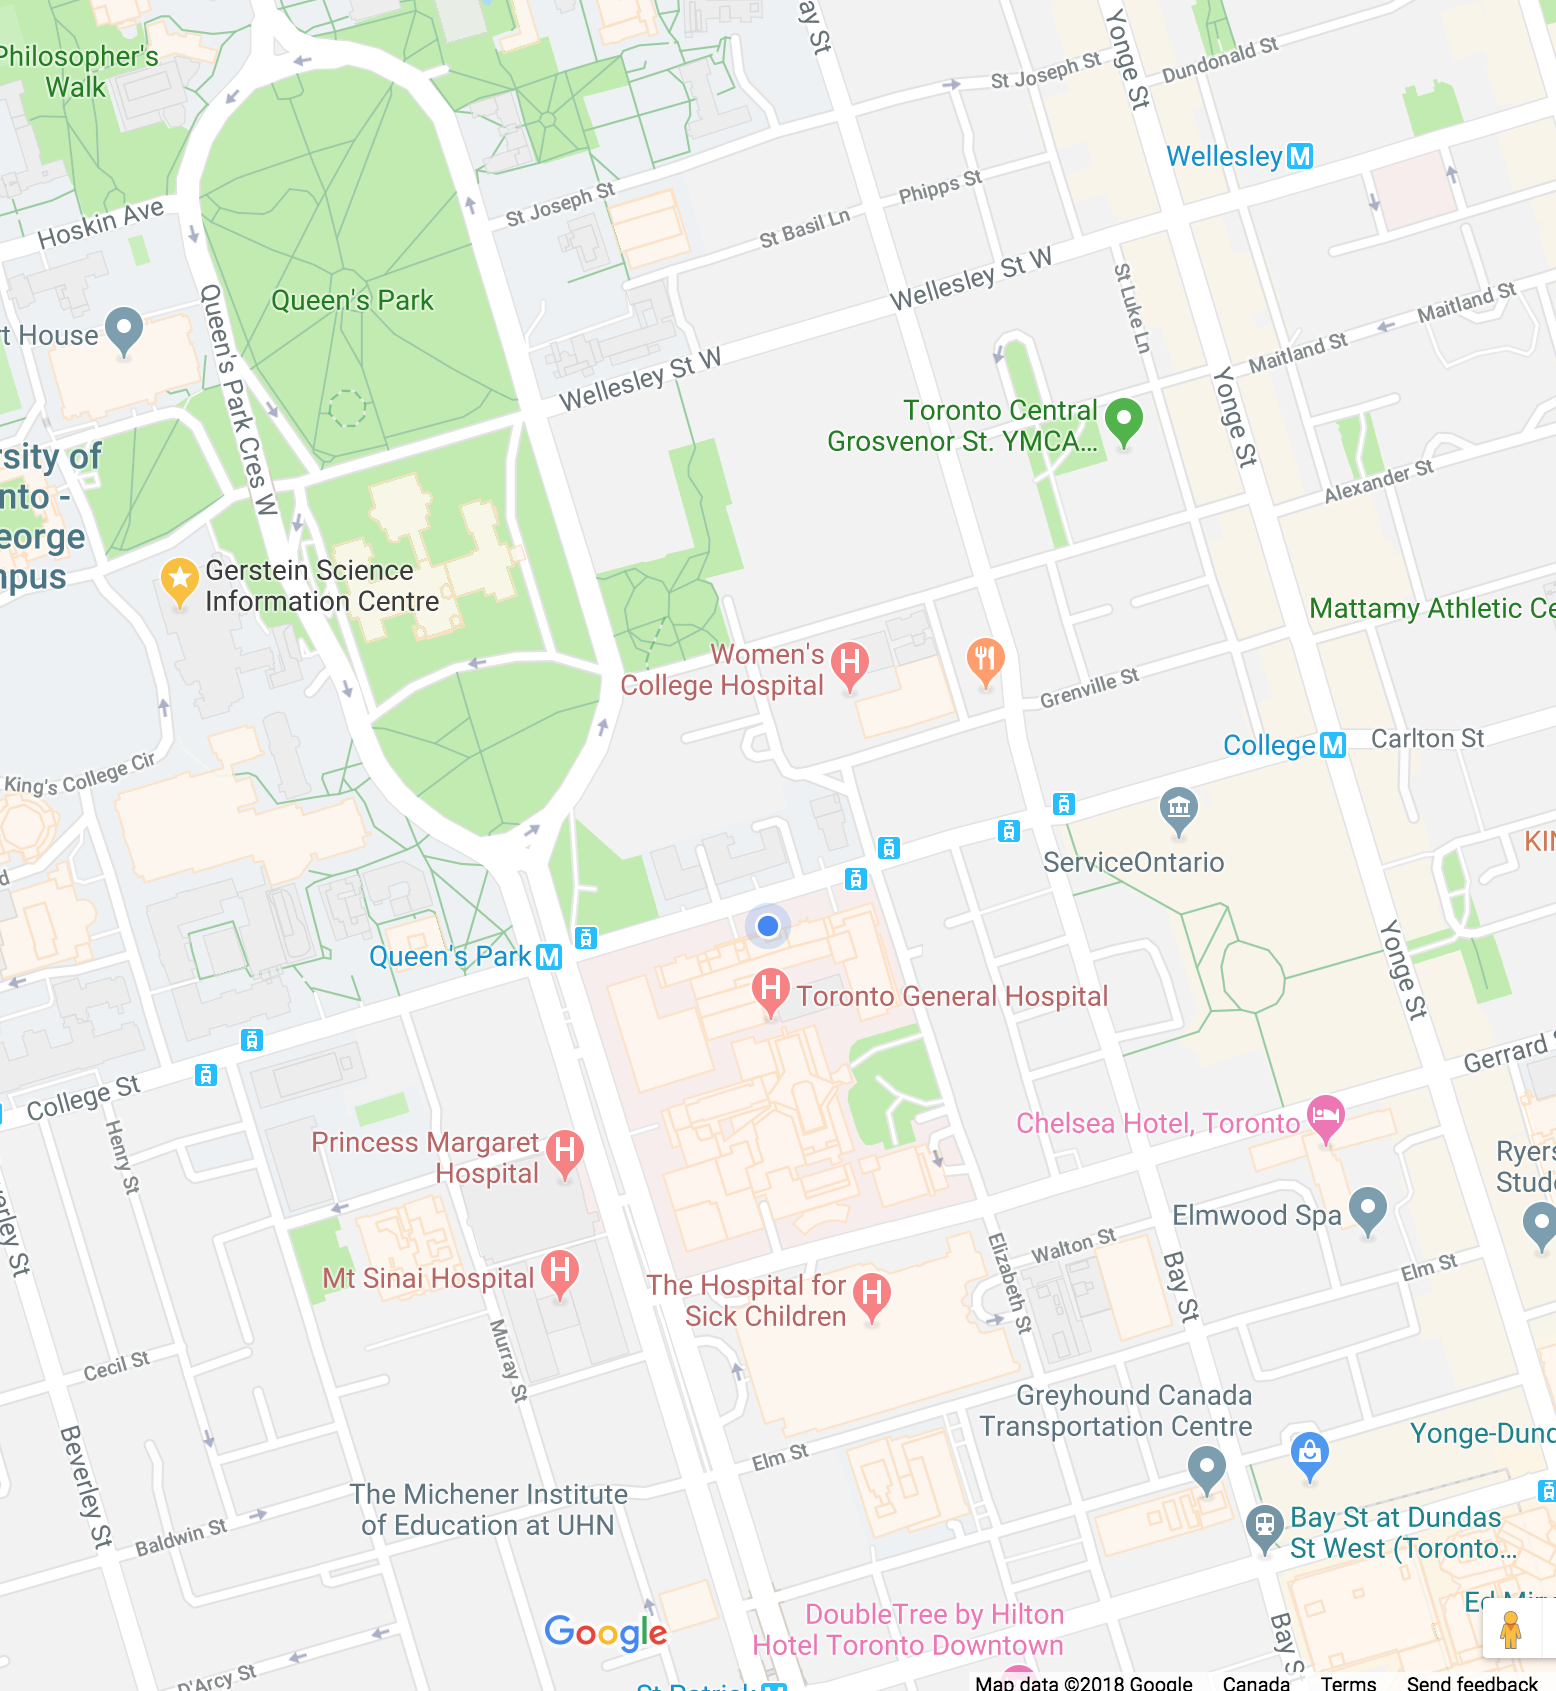 Philosopher's
Walk
ay St
St Joseph St
Yonge St
Dundonald St
Wellesley M
St Joseph St
Phipps St
St Basil Ln
Hoskin Ave
Queen's Park
Queen's Park Cres W
Wellesley St W
St Luke Ln
Maitland St
Maitland St
rt House
Wellesley St W
Yonge St
Toronto Central
Grosvenor St. YMCA...
Alexander St
rsity of
nto -
eorge
mpus
Gerstein Science
Information Centre
Mattamy Athletic Ce
Women's
College Hospital
H
Grenville St
College M
Carlton St
King's College Cir
ServiceOntario
KIN
d
Queen's Park M
Yonge St
H
Toronto General Hospital
Gerrard S
College St
Henry St
Princess Margaret
Hospital
H
Chelsea Hotel, Toronto
Ryers
Stude
verley St
Elmwood Spa
Elizabeth St
Walton St
Bay St
Elm St
Mt Sinai Hospital
H
The Hospital for
Sick Children
H
Murray St
Cecil St
Greyhound Canada
Transportation Centre
Yonge-Dund
Beverley St
Elm St
The Michener Institute
of Education at UHN
Baldwin St
Bay St at Dundas
St West (Toronto...
Google
DoubleTree by Hilton
Hotel Toronto Downtown
Bay S
D'Arcy St
St Patrick M
Map data ©2018 Google
Canada
Terms
Send feedback